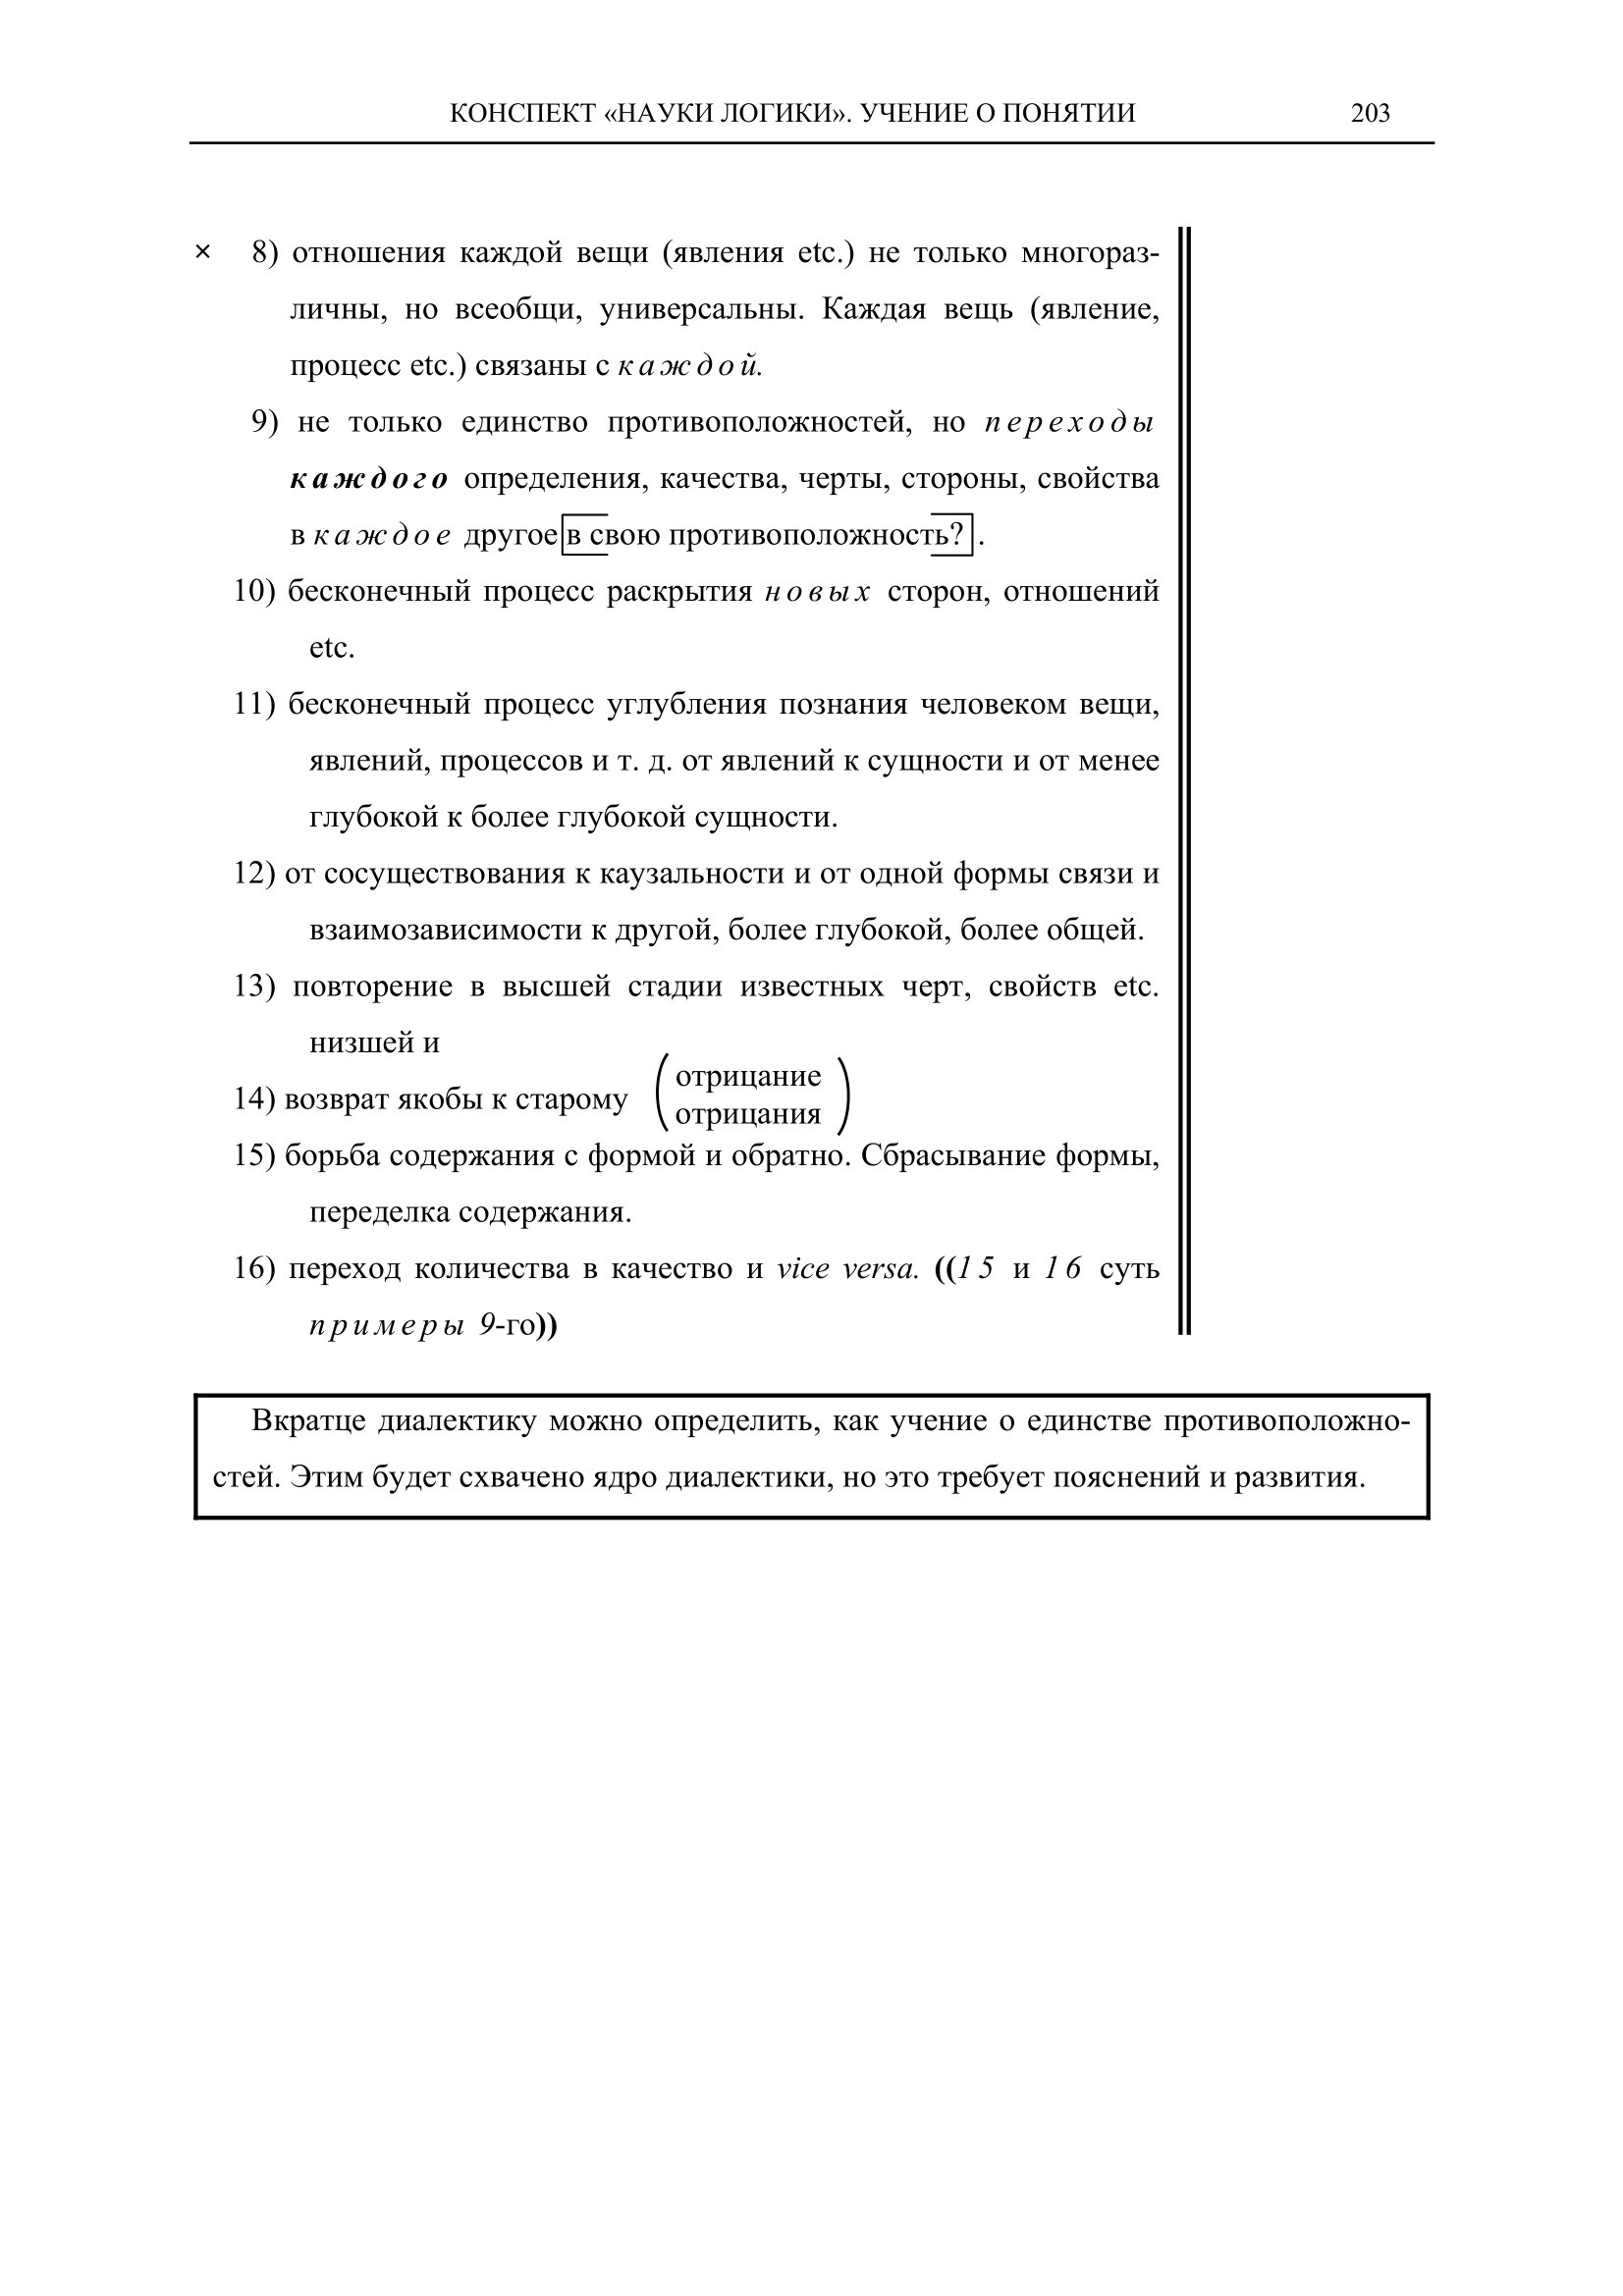 КОНСПЕКТ «НАУКИ ЛОГИКИ». УЧЕНИЕ О ПОНЯТИИ 203
× 8) отношения каждой вещи (явления etc.) не только многораз-
личны, но всеобщи, универсальны. Каждая вещь (явление,
процесс etc.) связаны с каждой.
9) не только единство противоположностей, но переходы
каждого определения, качества, черты, стороны, свойства
в каждое другое в свою противоположность? .
10) бесконечный процесс раскрытия новых сторон, отношений
etc.
11) бесконечный процесс углубления познания человеком вещи,
явлений, процессов и т. д. от явлений к сущности и от менее
глубокой к более глубокой сущности.
12) от сосуществования к каузальности и от одной формы связи и
взаимозависимости к другой, более глубокой, более общей.
13) повторение в высшей стадии известных черт, свойств etc.
низшей и
14) возврат якобы к старому (отрицание
отрицания)
15) борьба содержания с формой и обратно. Сбрасывание формы,
переделка содержания.
16) переход количества в качество и vice versa. ((15 и 16 суть
примеры 9-го))
Вкратце диалектику можно определить, как учение о единстве противоположно-
стей. Этим будет схвачено ядро диалектики, но это требует пояснений и развития.